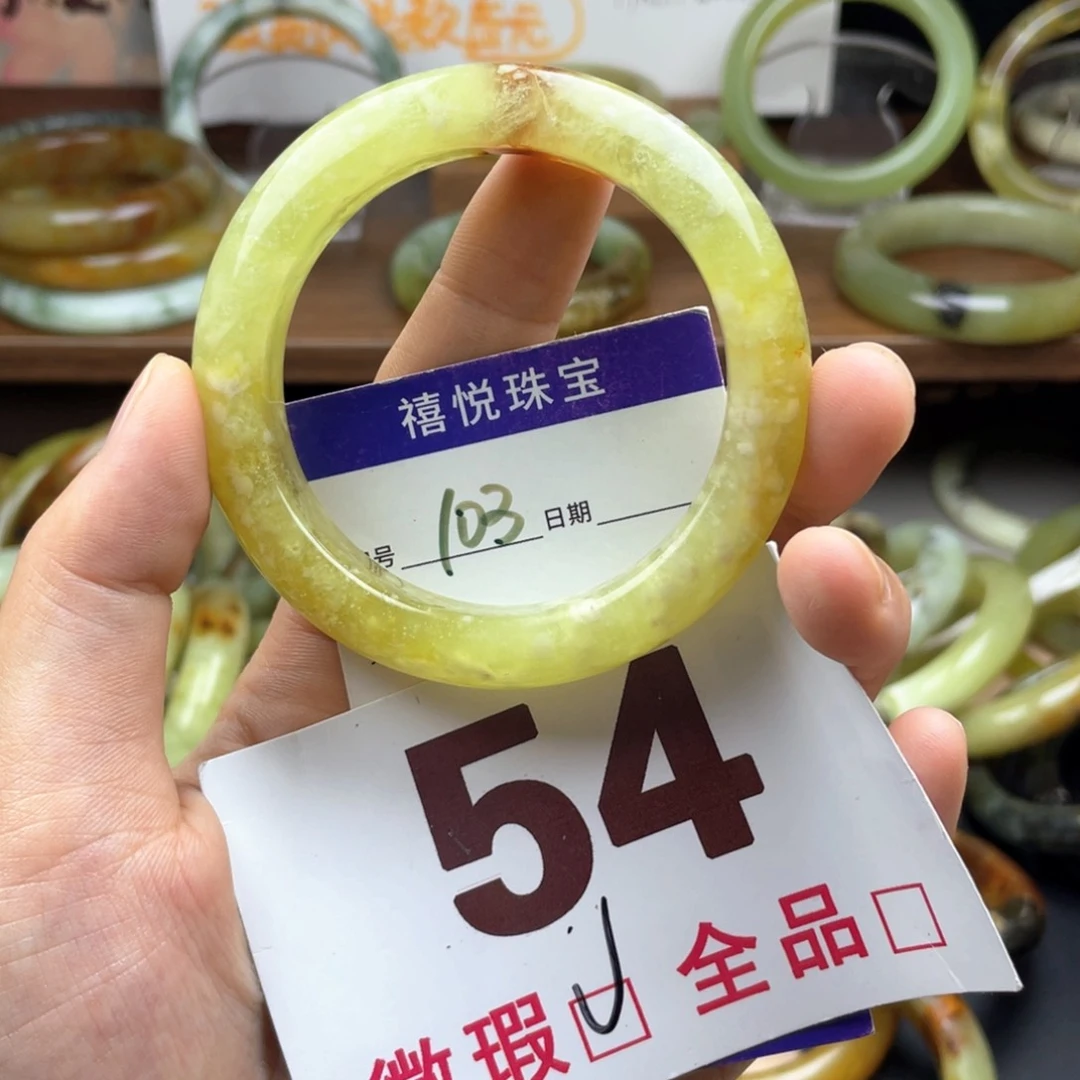 禧悦珠宝
号 103 日期
54
微瑕 全品